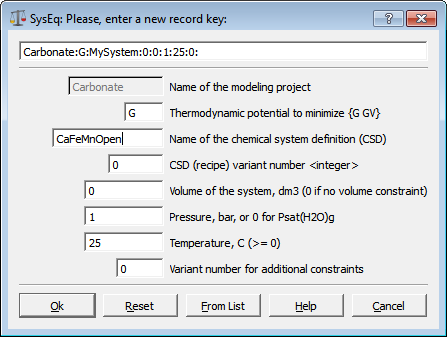 SysEq: Please, enter a new record key:
Carbonate:G:MySystem:0:0:1:25:0:
Carbonate Name of the modeling project
G Thermodynamic potential to minimize {G GV}
CaFeMnOpen Name of the chemical system definition (CSD)
0 CSD (recipe) variant number <integer>
0 Volume of the system, dm3 (0 if no volume constraint)
1 Pressure, bar, or 0 for Psat(H2O)g
25 Temperature, C (>= 0)
0 Variant number for additional constraints
Ok Reset From List Help Cancel